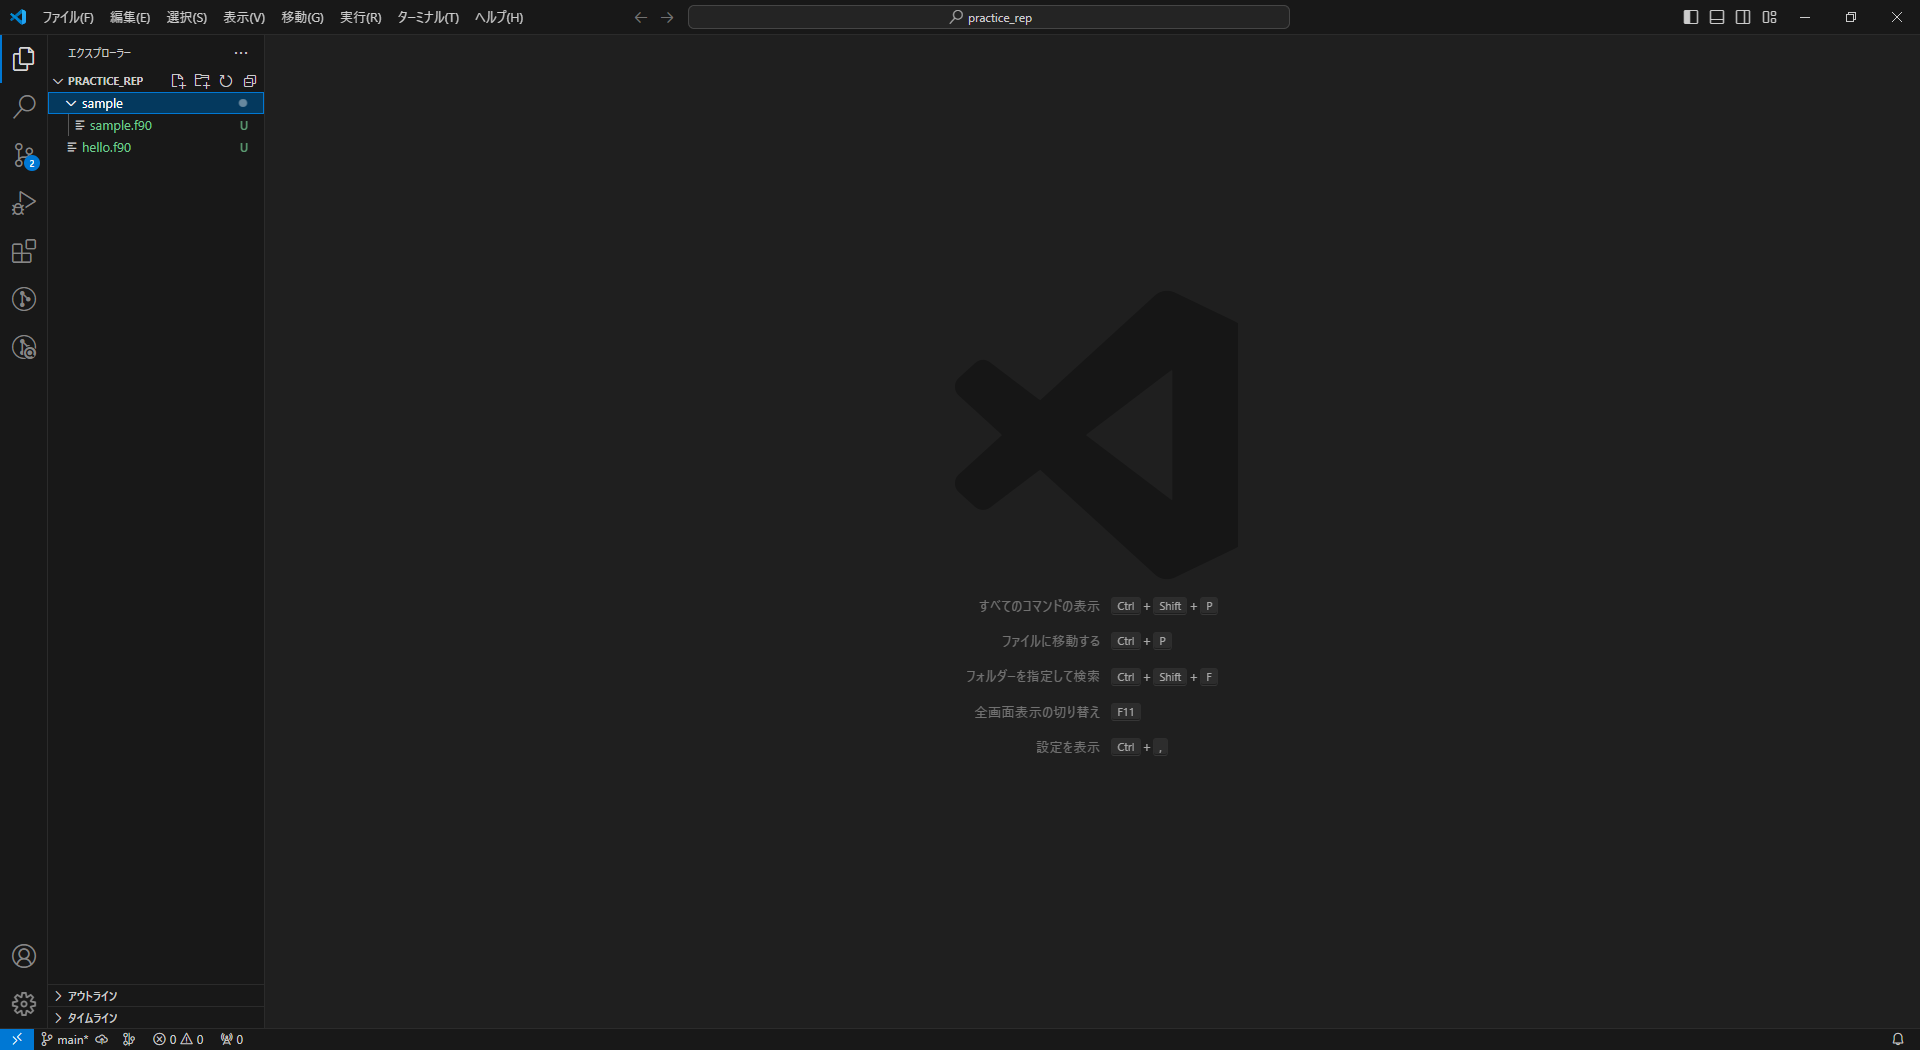 ファイル(F) 編集(E) 選択(S) 表示(V) 移動(G) 実行(R) ターミナル(T) ヘルプ(H) practice_rep
エクスプローラー
PRACTICE_REP
sample
sample.f90 U
hello.f90 U
2
すべてのコマンドの表示 Ctrl + Shift + P
ファイルに移動する Ctrl + P
フォルダーを指定して検索 Ctrl + Shift + F
全画面表示の切り替え F11
設定を表示 Ctrl + ,
アウトライン
タイムライン
main* 0 0 0